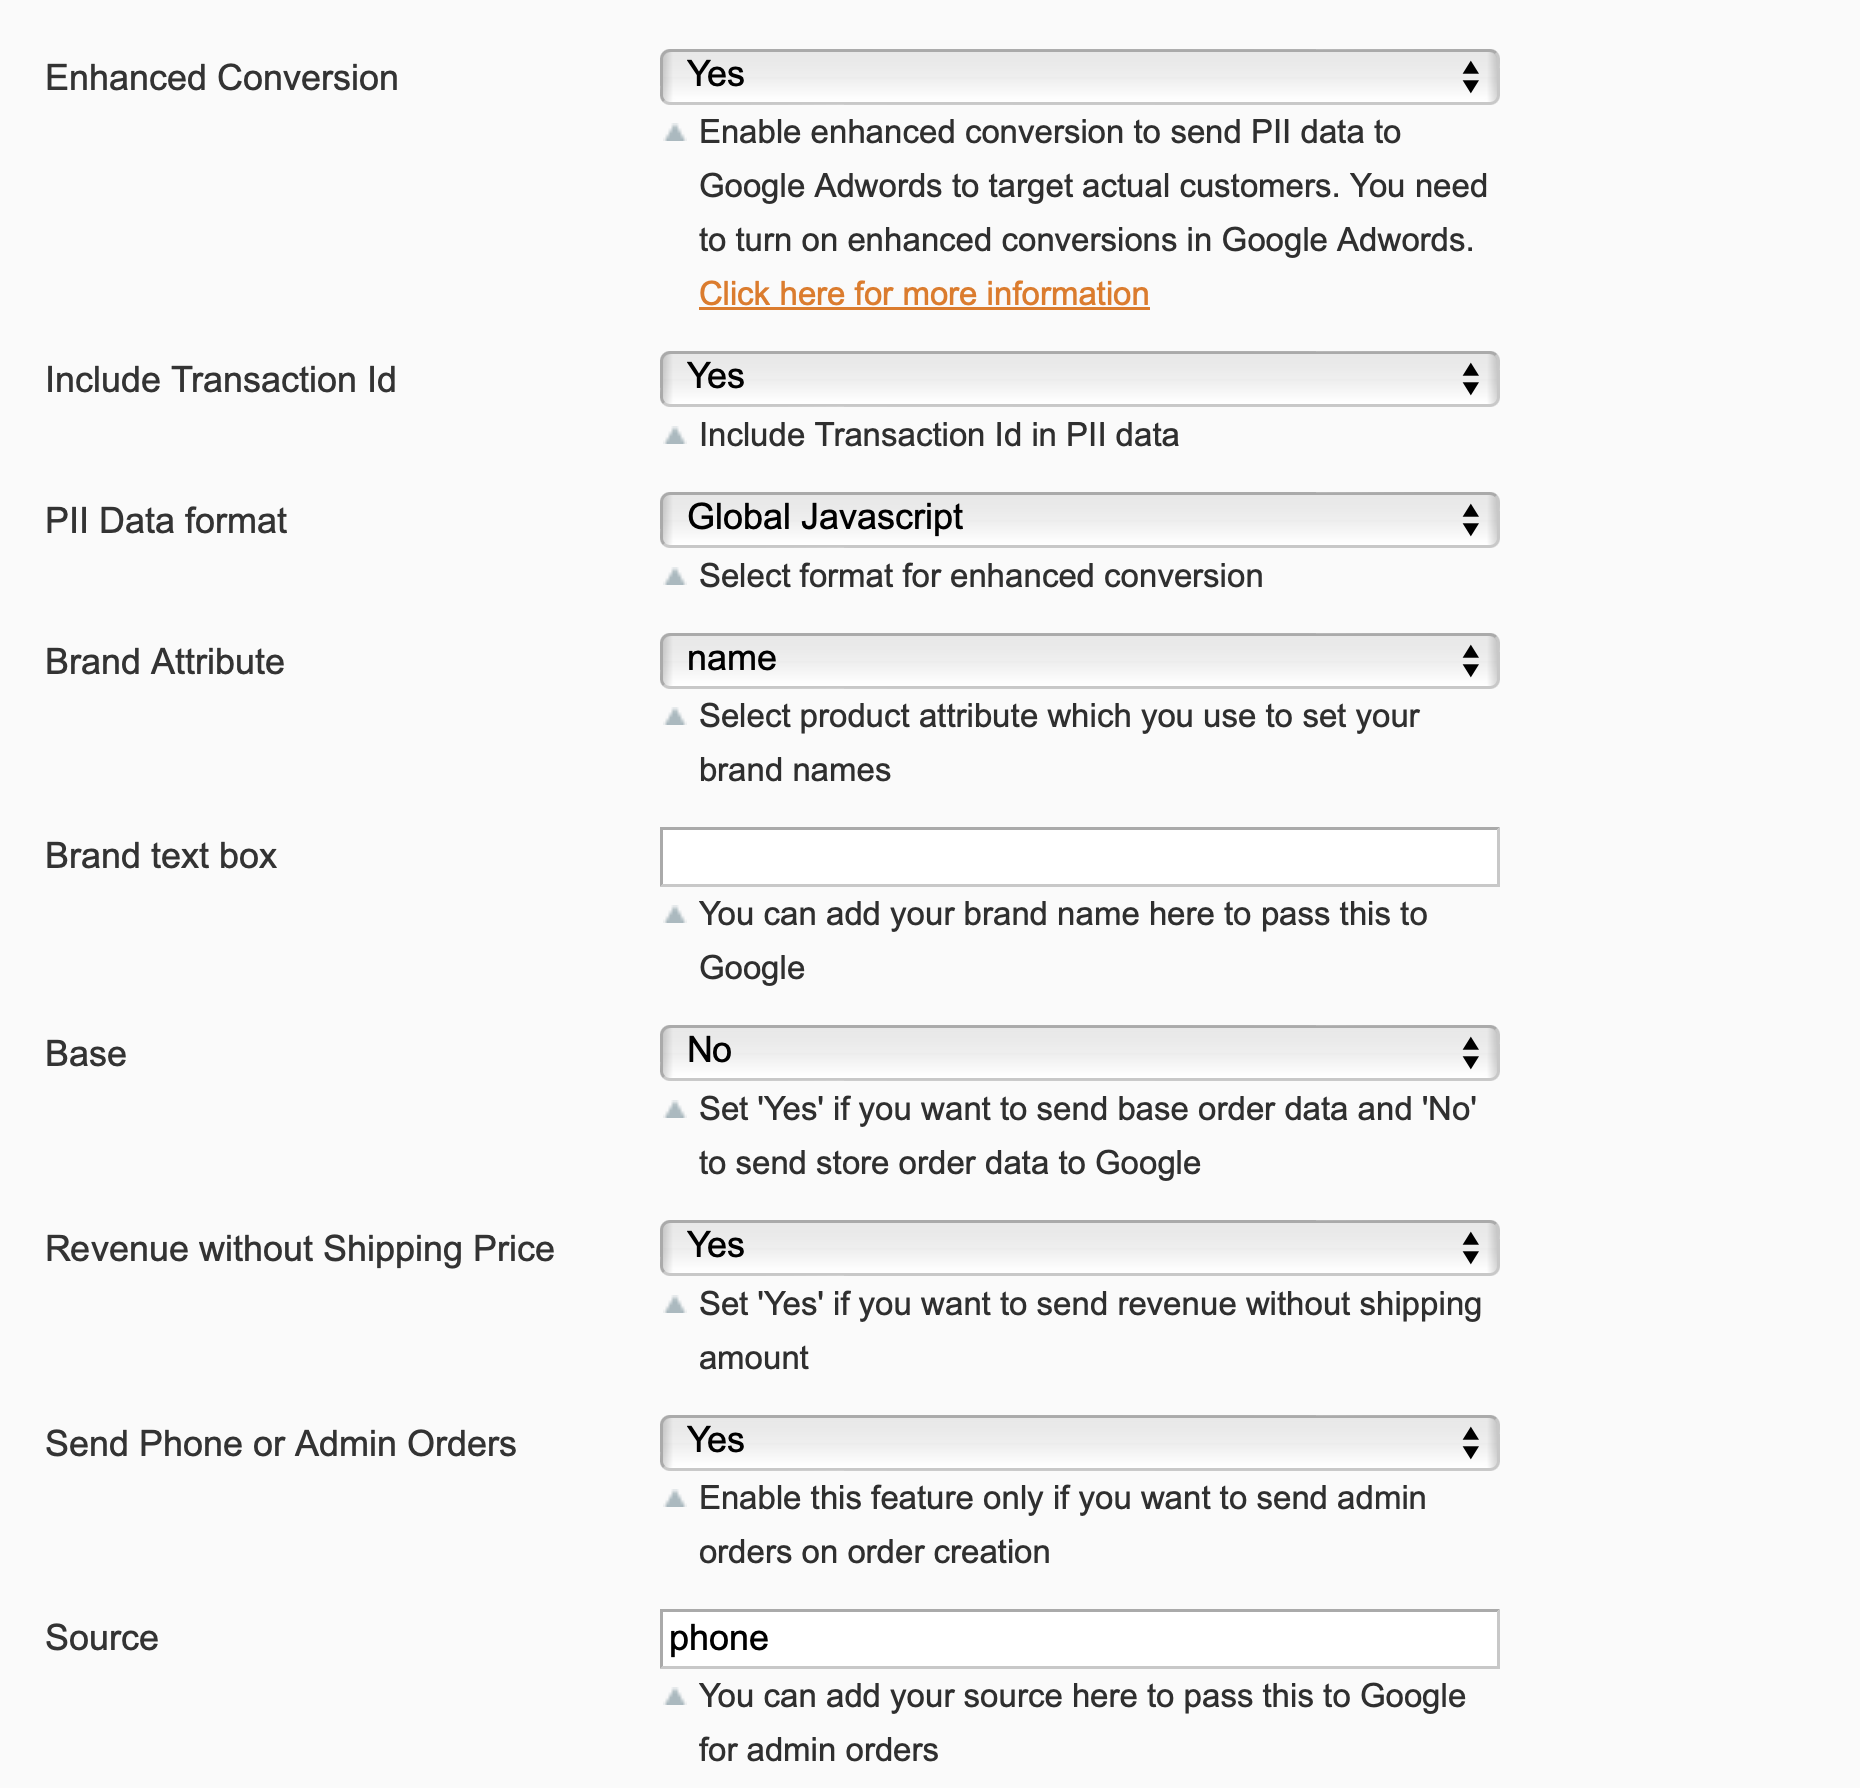 Enhanced Conversion
Yes
Enable enhanced conversion to send PII data to
Google Adwords to target actual customers. You need
to turn on enhanced conversions in Google Adwords.
Click here for more information
Include Transaction Id
Yes
Include Transaction Id in PII data
PII Data format
Global Javascript
Select format for enhanced conversion
Brand Attribute
name
Select product attribute which you use to set your
brand names
Brand text box
You can add your brand name here to pass this to
Google
Base
No
Set 'Yes' if you want to send base order data and 'No'
to send store order data to Google
Revenue without Shipping Price
Yes
Set 'Yes' if you want to send revenue without shipping
amount
Send Phone or Admin Orders
Yes
Enable this feature only if you want to send admin
orders on order creation
Source
phone
You can add your source here to pass this to Google
for admin orders